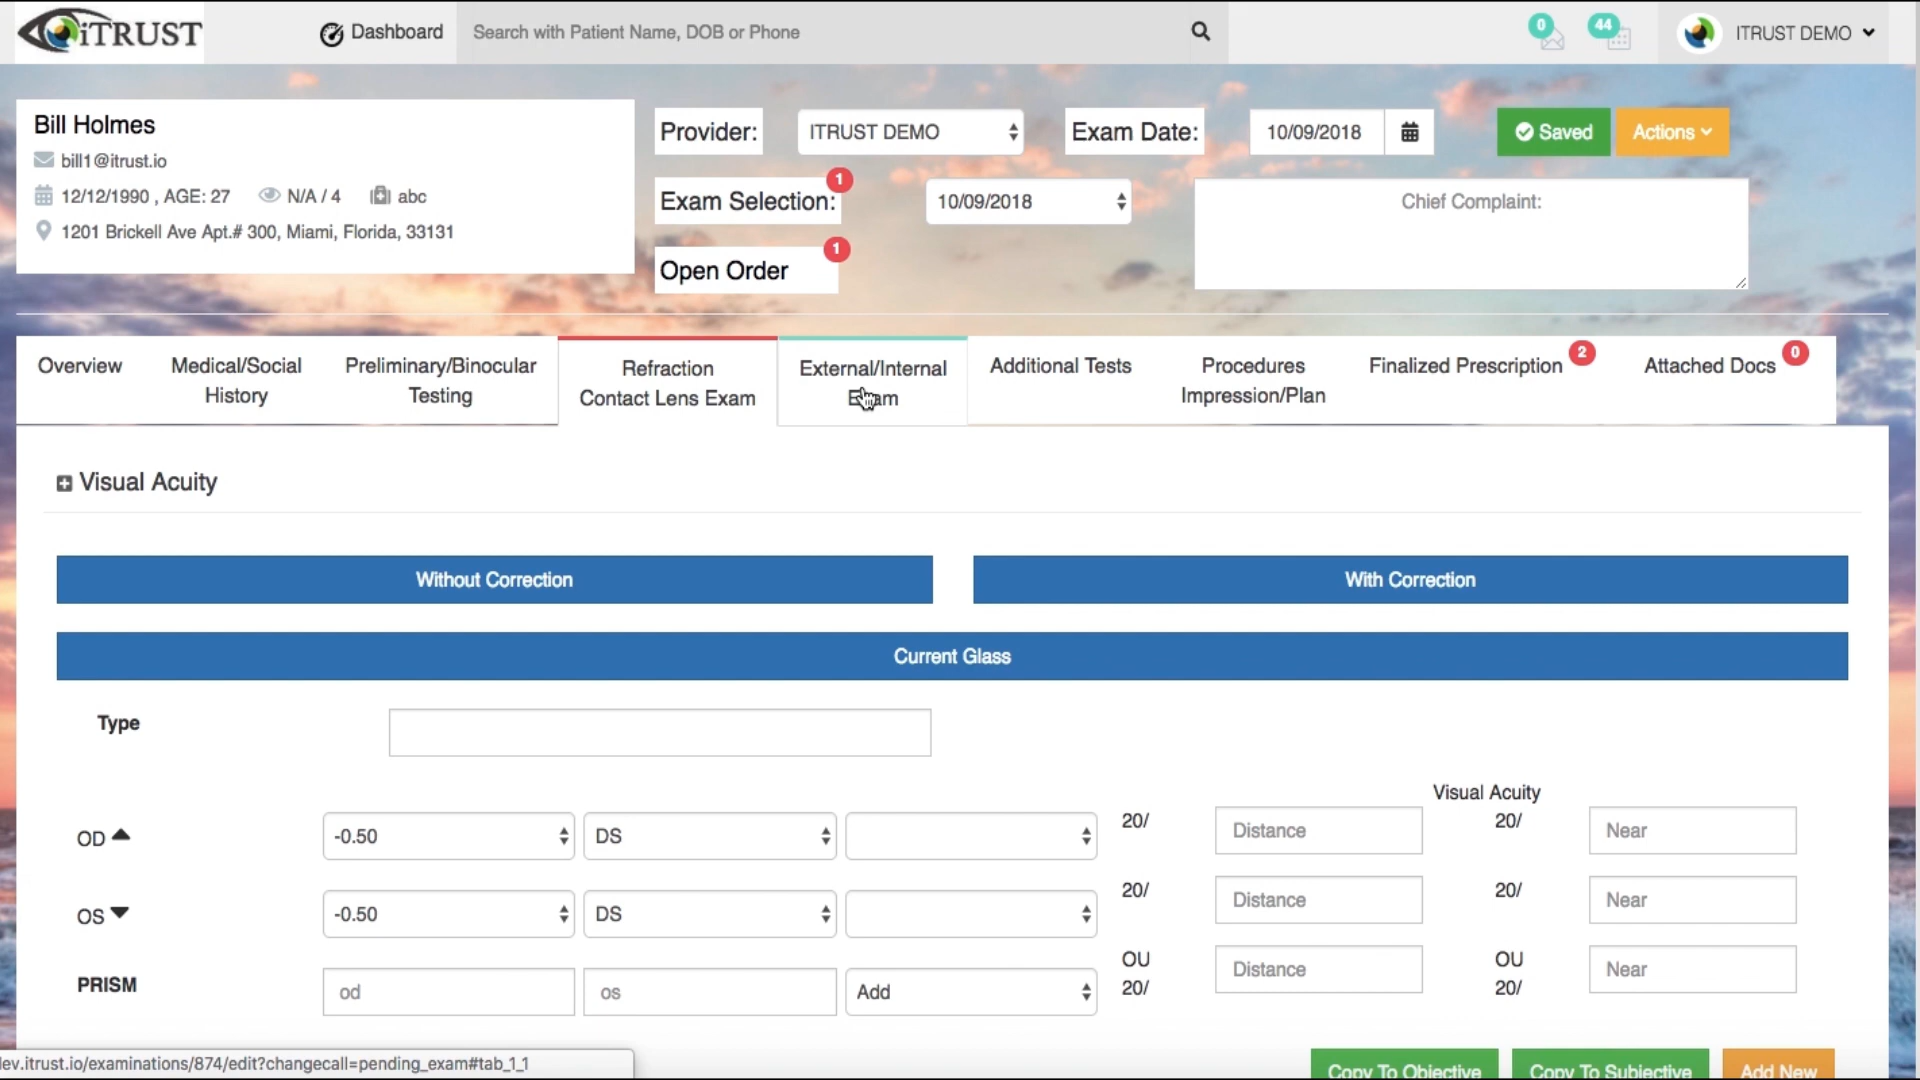 iTRUST
Dashboard
Search with Patient Name, DOB or Phone
0
44
ITRUST DEMO
Bill Holmes
bill1@itrust.io
12/12/1990 , AGE: 27 N/A / 4 abc
1201 Brickell Ave Apt.# 300, Miami, Florida, 33131
Provider: ITRUST DEMO
Exam Date: 10/09/2018
Saved
Actions
Exam Selection: 1
10/09/2018
Chief Complaint:
Open Order 1
Overview
Medical/Social
History
Preliminary/Binocular
Testing
Refraction
Contact Lens Exam
External/Internal
Exam
Additional Tests
Procedures
Impression/Plan
Finalized Prescription 2
Attached Docs 0
Visual Acuity
Without Correction
With Correction
Current Glass
Type
Visual Acuity
OD -0.50 DS 20/ Distance 20/ Near
OS -0.50 DS 20/ Distance 20/ Near
PRISM od os Add OU 20/ Distance OU 20/ Near
Copy To Objective
Copy To Subjective
Add New
ev.itrust.io/examinations/874/edit?changecall=pending_exam#tab_1_1